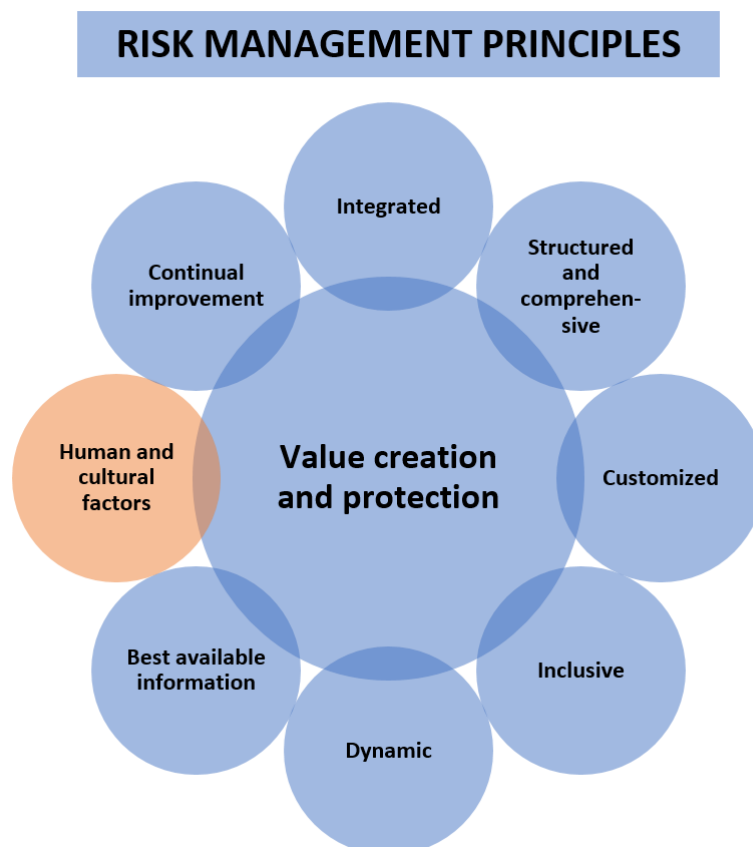 RISK MANAGEMENT PRINCIPLES
Integrated
Structured
and
comprehen-
sive
Customized
Inclusive
Dynamic
Best available
information
Human and
cultural
factors
Continual
improvement
Value creation
and protection